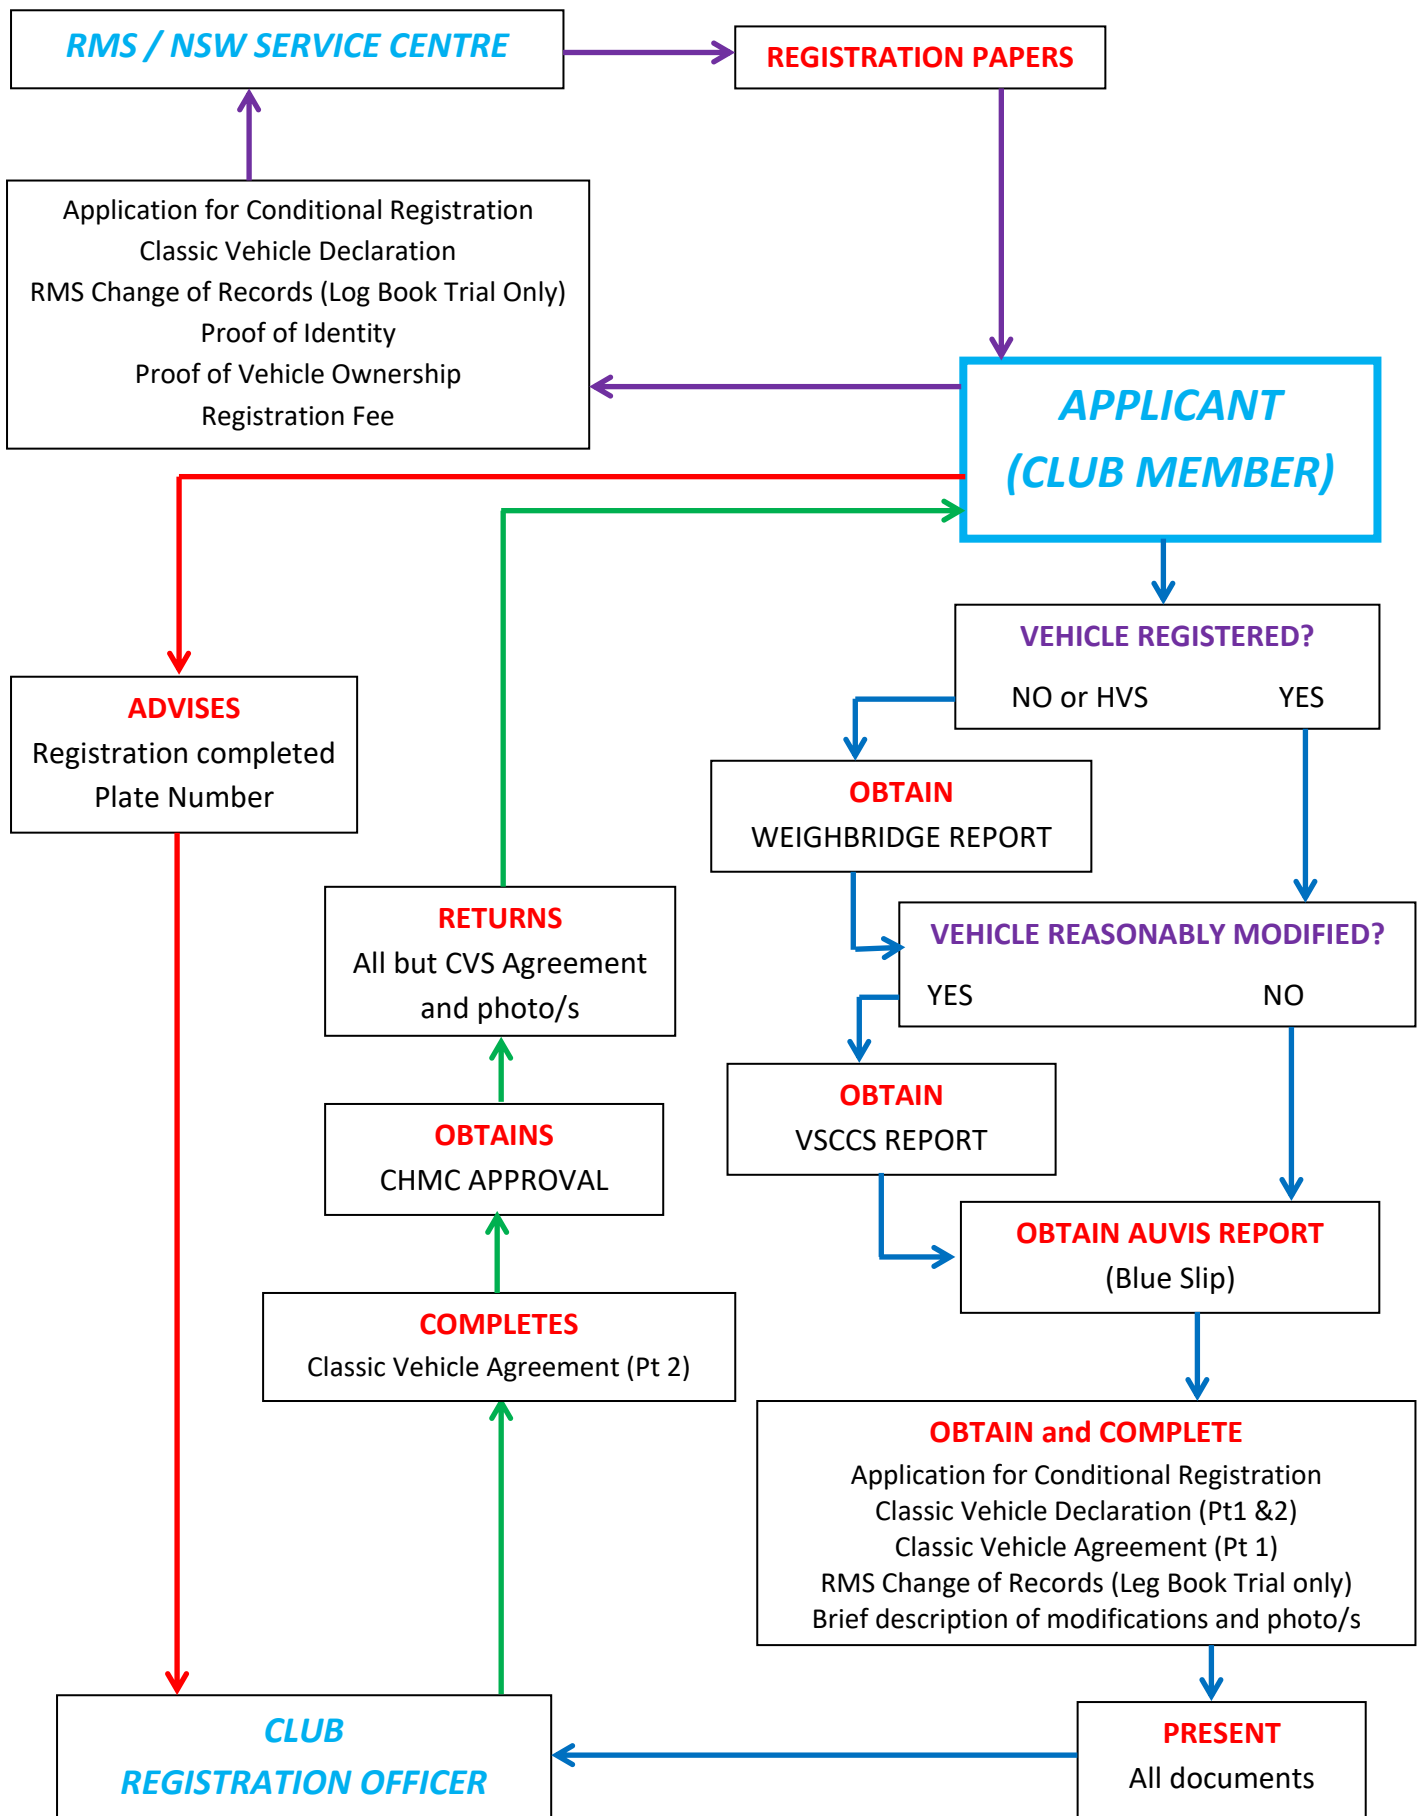 RMS / NSW SERVICE CENTRE
REGISTRATION PAPERS
Application for Conditional Registration
Classic Vehicle Declaration
RMS Change of Records (Log Book Trial Only)
Proof of Identity
Proof of Vehicle Ownership
Registration Fee
APPLICANT
(CLUB MEMBER)
VEHICLE REGISTERED?
NO or HVS YES
ADVISES
Registration completed
Plate Number
OBTAIN
WEIGHBRIDGE REPORT
RETURNS
All but CVS Agreement
and photo/s
VEHICLE REASONABLY MODIFIED?
YES NO
OBTAIN
VSCCS REPORT
OBTAINS
CHMC APPROVAL
OBTAIN AUVIS REPORT
(Blue Slip)
COMPLETES
Classic Vehicle Agreement (Pt 2)
OBTAIN and COMPLETE
Application for Conditional Registration
Classic Vehicle Declaration (Pt1 &2)
Classic Vehicle Agreement (Pt 1)
RMS Change of Records (Leg Book Trial only)
Brief description of modifications and photo/s
CLUB
REGISTRATION OFFICER
PRESENT
All documents